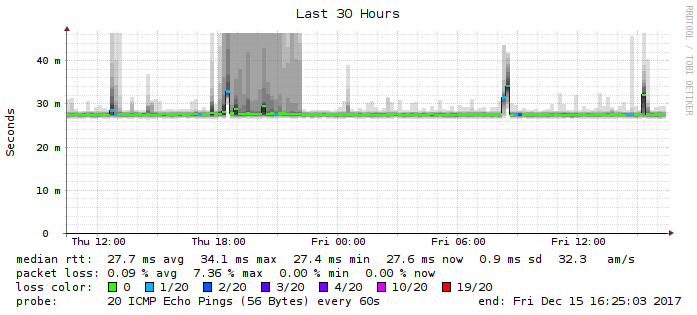 Last 30 Hours
RRDTOOL / TOBI OETIKER
Seconds
40 m
30 m
20 m
10 m
0
Thu 12:00 Thu 18:00 Fri 00:00 Fri 06:00 Fri 12:00
median rtt: 27.7 ms avg 34.1 ms max 27.4 ms min 27.6 ms now 0.9 ms sd 32.3 am/s
packet loss: 0.09 % avg 7.36 % max 0.00 % min 0.00 % now
loss color: 0 1/20 2/20 3/20 4/20 10/20 19/20
probe: 20 ICMP Echo Pings (56 Bytes) every 60s end: Fri Dec 15 16:25:03 2017